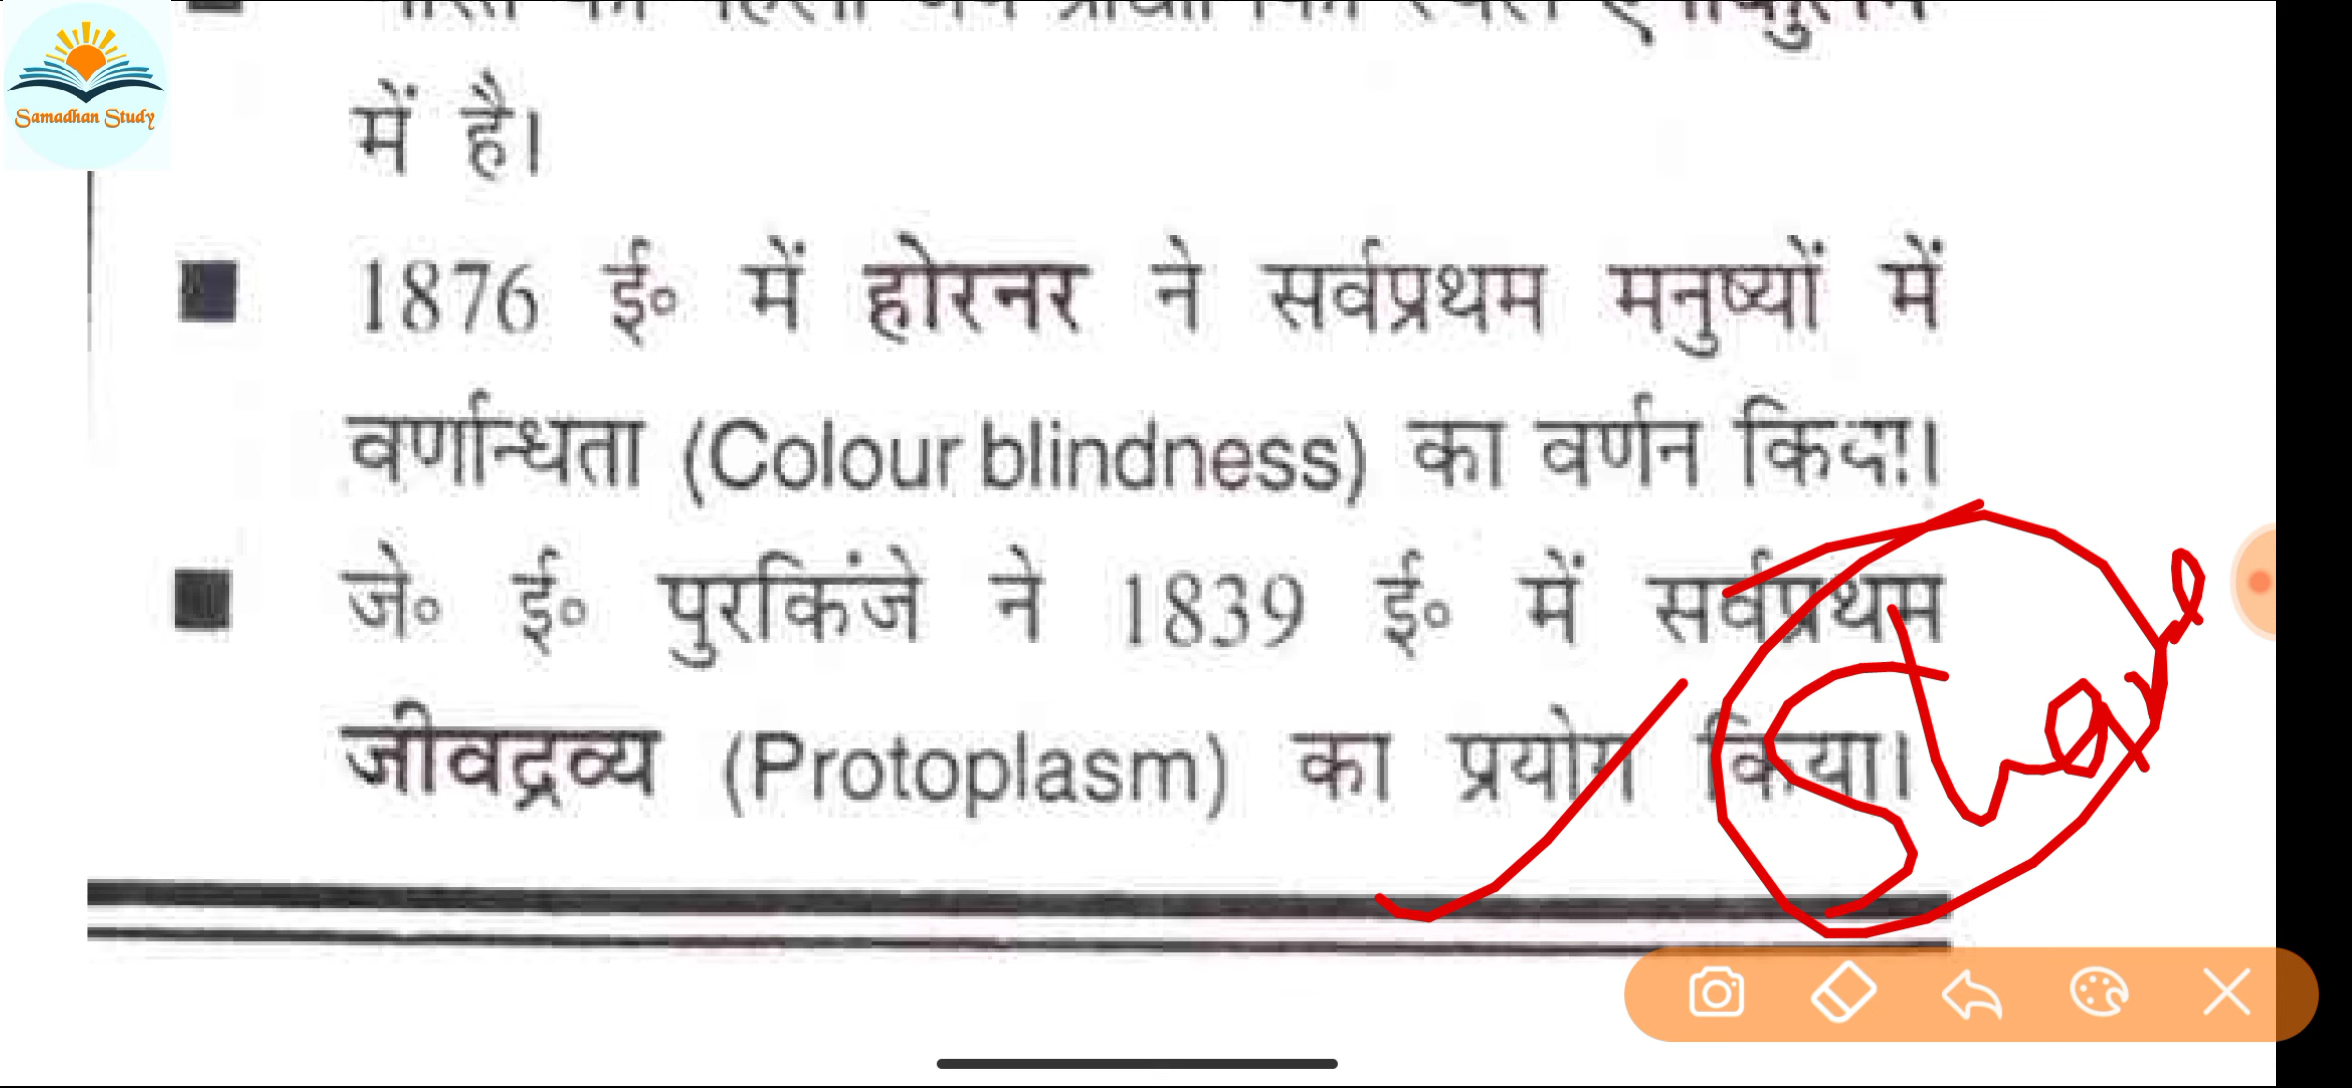 Samadhan Study
में है।
1876 ई० में होरनर ने सर्वप्रथम मनुष्यों में
वर्णान्धता (Colour blindness) का वर्णन किया।
जे० ई० पुरकिंजे ने 1839 ई० में सर्वप्रथम
जीवद्रव्य (Protoplasm) का प्रयोग किया।
Share